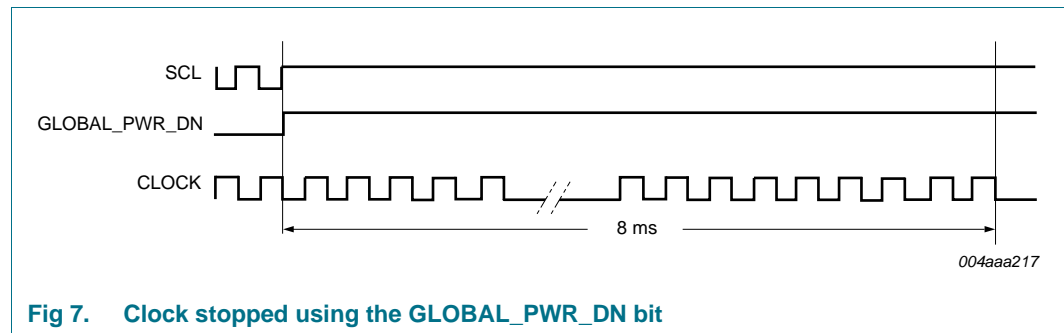 SCL
GLOBAL_PWR_DN
CLOCK
8 ms
004aaa217
Fig 7. Clock stopped using the GLOBAL_PWR_DN bit